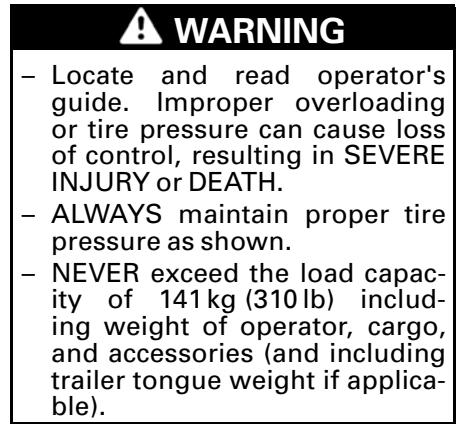 WARNING
– Locate and read operator's
guide. Improper overloading
or tire pressure can cause loss
of control, resulting in SEVERE
INJURY or DEATH.
– ALWAYS maintain proper tire
pressure as shown.
– NEVER exceed the load capac-
ity of 141 kg (310 lb) includ-
ing weight of operator, cargo,
and accessories (and including
trailer tongue weight if applica-
ble).